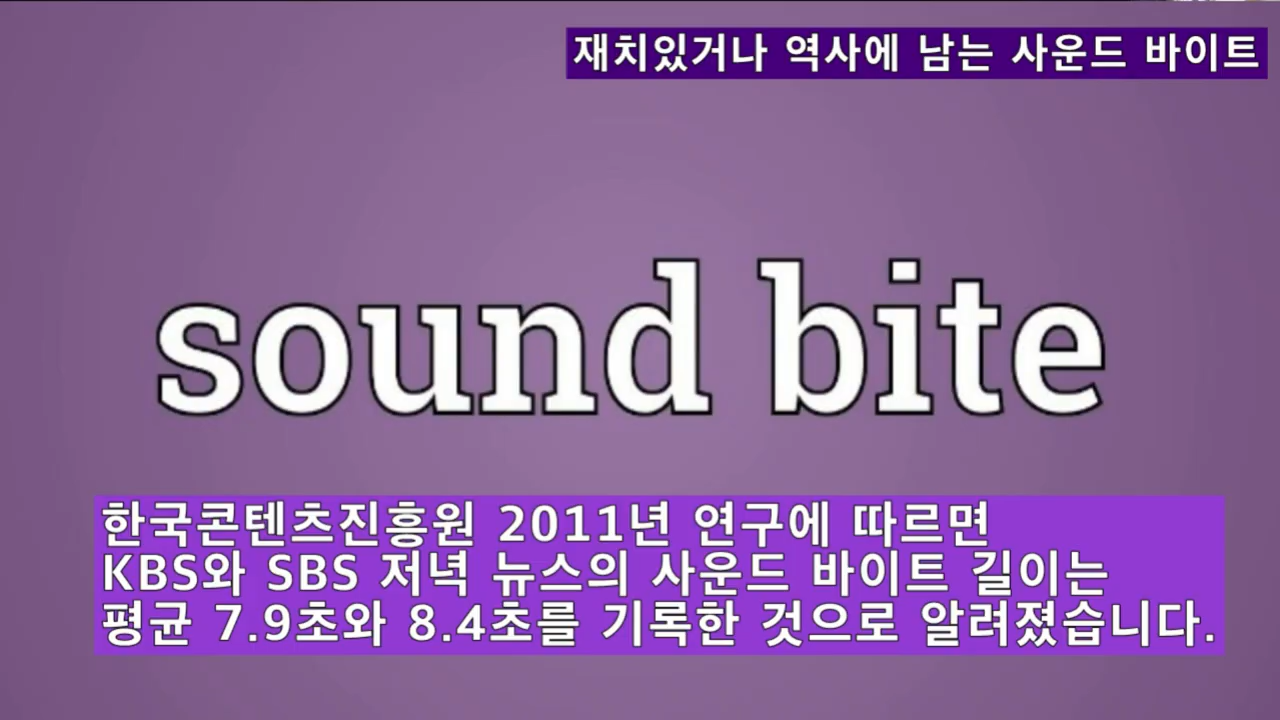 재치있거나 역사에 남는 사운드 바이트
sound bite
한국콘텐츠진흥원 2011년 연구에 따르면
KBS와 SBS 저녁 뉴스의 사운드 바이트 길이는
평균 7.9초와 8.4초를 기록한 것으로 알려졌습니다.